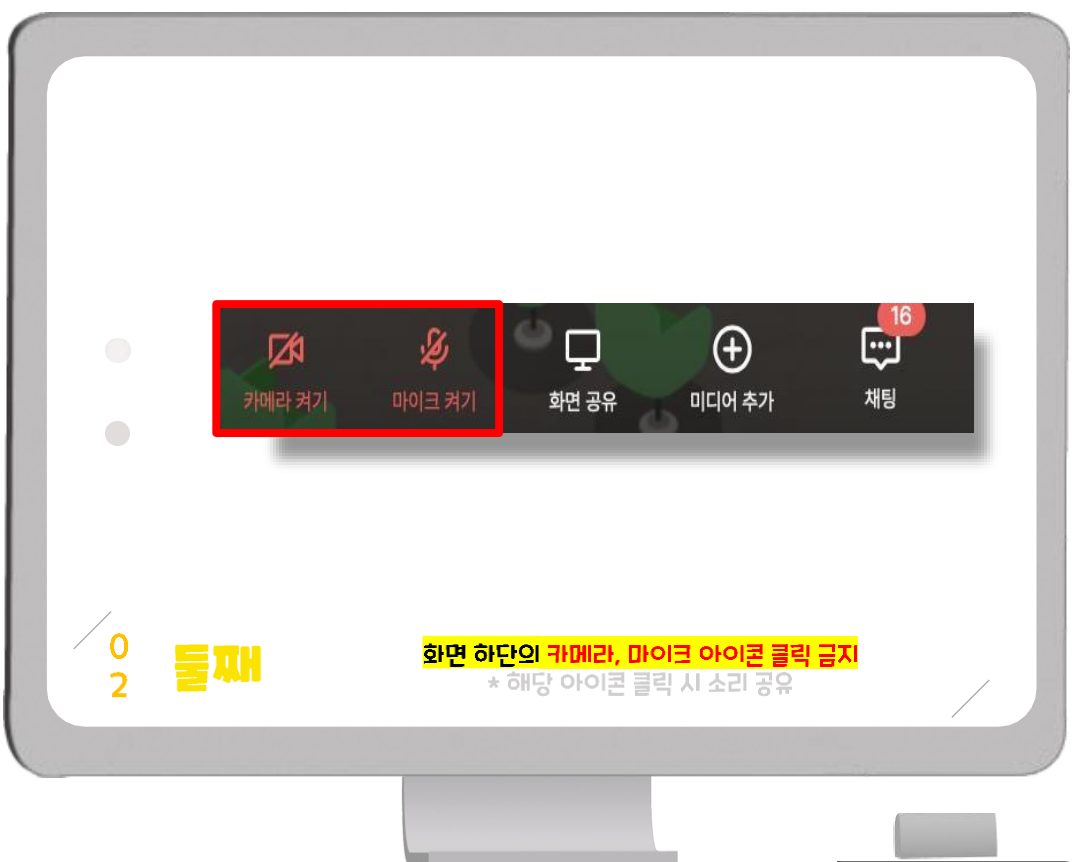 16
카메라 켜기 마이크 켜기 화면 공유 미디어 추가 채팅
02
둘째
화면 하단의 카메라, 마이크 아이콘 클릭 금지
* 해당 아이콘 클릭 시 소리 공유